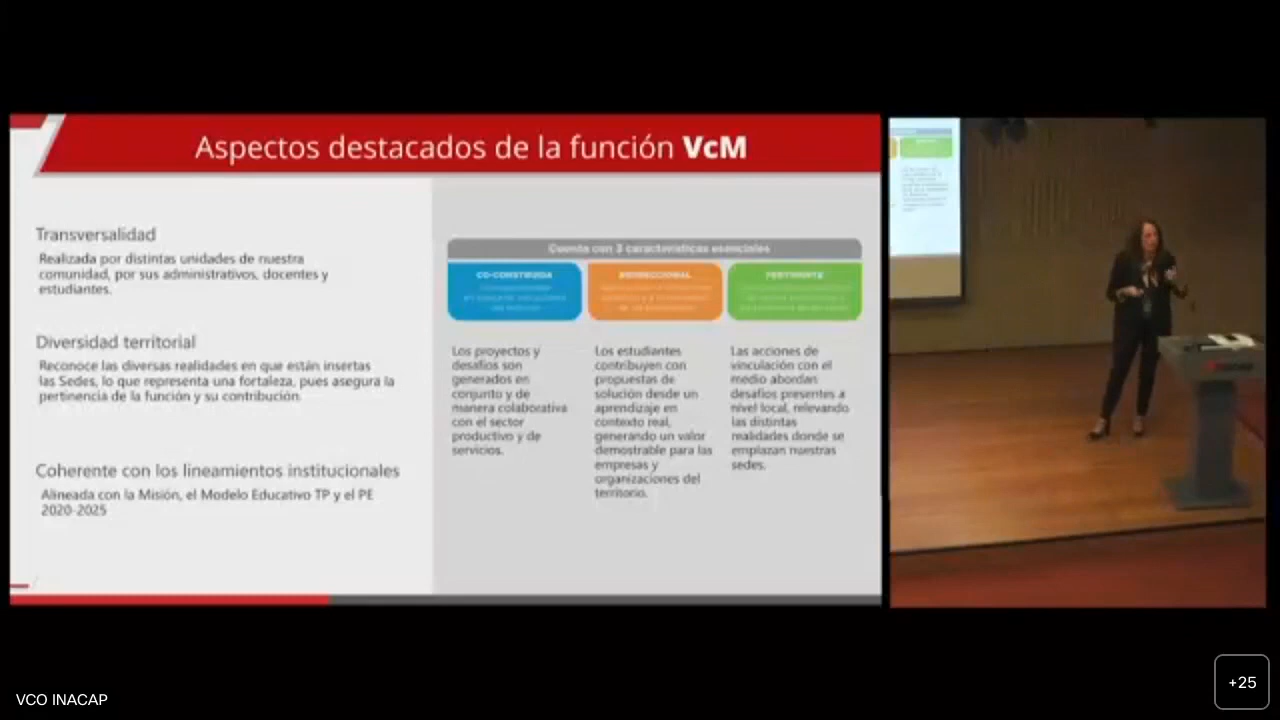 Aspectos destacados de la función VcM
Transversalidad
Realizada por distintas unidades de nuestra
comunidad, por sus administrativos, docentes y
estudiantes.
Diversidad territorial
Reconoce las diversas realidades en que están insertas
las Sedes, lo que representa una fortaleza, pues asegura la
pertinencia de la función y su contribución.
Coherente con los lineamientos institucionales
Alineada con la Misión, el Modelo Educativo TP y el PE
2020-2025
Cuenta con 3 características esenciales
CO-CONSTRUIDA
BIDIRECCIONAL
PERTINENTE
Los proyectos y
desafíos son
generados en
conjunto y de
manera colaborativa
con el sector
productivo y de
servicios.
Los estudiantes
contribuyen con
propuestas de
solución desde un
aprendizaje en
contexto real,
generando un valor
demostrable para las
empresas y
organizaciones del
territorio.
Las acciones de
vinculación con el
medio abordan
desafíos presentes a
nivel local, relevando
las distintas
realidades donde se
emplazan nuestras
sedes.
VCO INACAP
+25